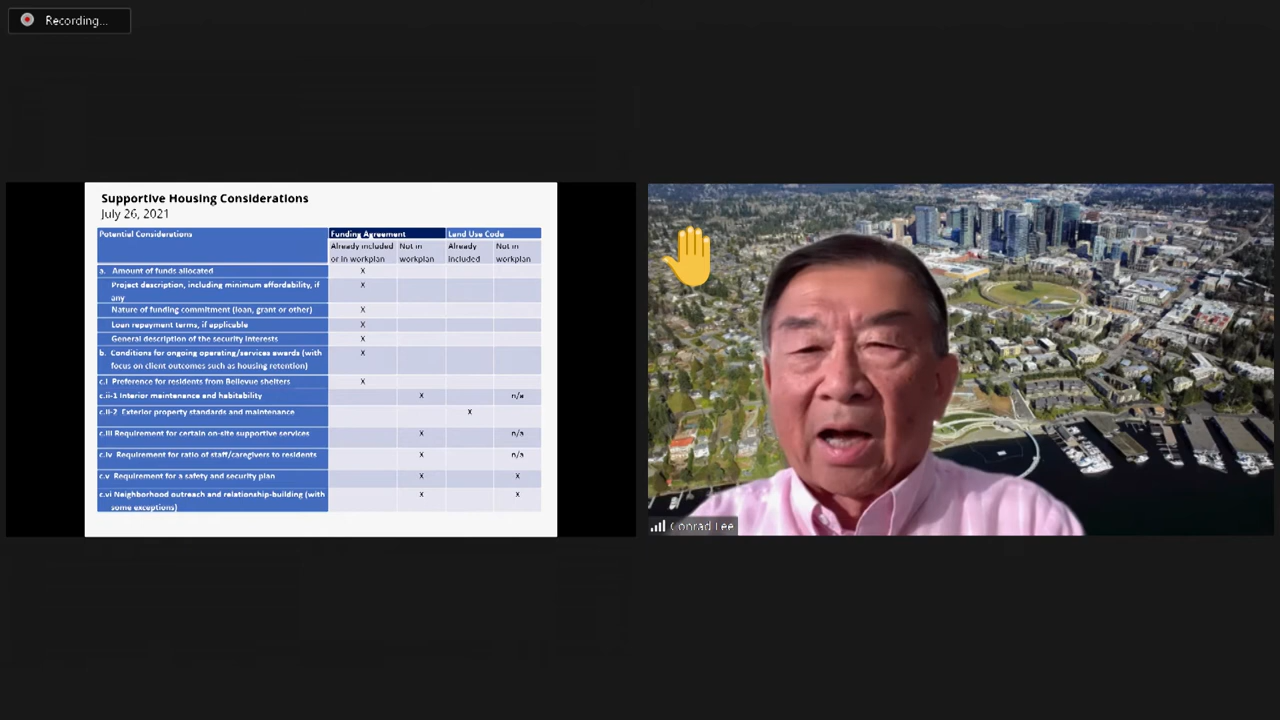 Recording...
Supportive Housing Considerations
July 26, 2021
Potential Considerations
Funding Agreement
Land Use Code
Already included
or in workplan
Not in
workplan
Already
included
Not in
workplan
a. Amount of funds allocated X
Project description, including minimum affordability, if
any X
Nature of funding commitment (loan, grant or other) X
Loan repayment terms, if applicable X
General description of the security interests X
b. Conditions for ongoing operating/services awards (with
focus on client outcomes such as housing retention) X
c.i Preference for residents from Bellevue shelters X
c.ii-1 Interior maintenance and habitability X n/a
c.ii-2 Exterior property standards and maintenance X
c.iii Requirement for certain on-site supportive services X n/a
c.iv Requirement for ratio of staff/caregivers to residents X n/a
c.v Requirement for a safety and security plan X X
c.vi Neighborhood outreach and relationship-building (with
some exceptions) X X
Conrad Lee